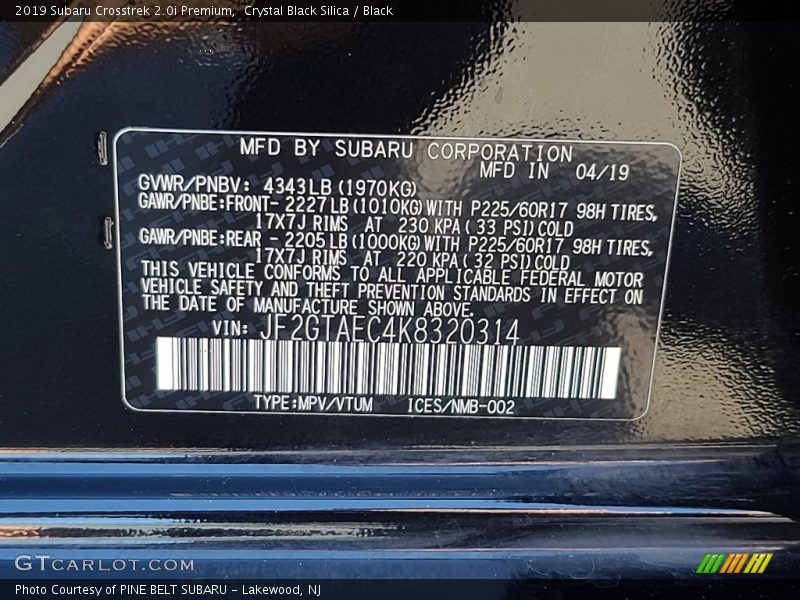 2019 Subaru Crosstrek 2.0i Premium,  Crystal Black Silica / Black
MFD BY SUBARU CORPORATION
MFD IN 04/19
GVWR/PNBV: 4343LB (1970KG)
GAWR/PNBE:FRONT- 2227LB (1010KG) WITH P225/60R17 98H TIRES,
17X7J RIMS AT 230 KPA ( 33 PSI) COLD
GAWR/PNBE:REAR - 2205LB (1000KG) WITH P225/60R17 98H TIRES,
17X7J RIMS AT 220 KPA ( 32 PSI) COLD
THIS VEHICLE CONFORMS TO ALL APPLICABLE FEDERAL MOTOR
VEHICLE SAFETY AND THEFT PREVENTION STANDARDS IN EFFECT ON
THE DATE OF MANUFACTURE SHOWN ABOVE.
VIN: JF2GTAEC4K8320314
TYPE:MPV/VTUM ICES/NMB-002
GTCARLOT.COM
Photo Courtesy of PINE BELT SUBARU - Lakewood, NJ